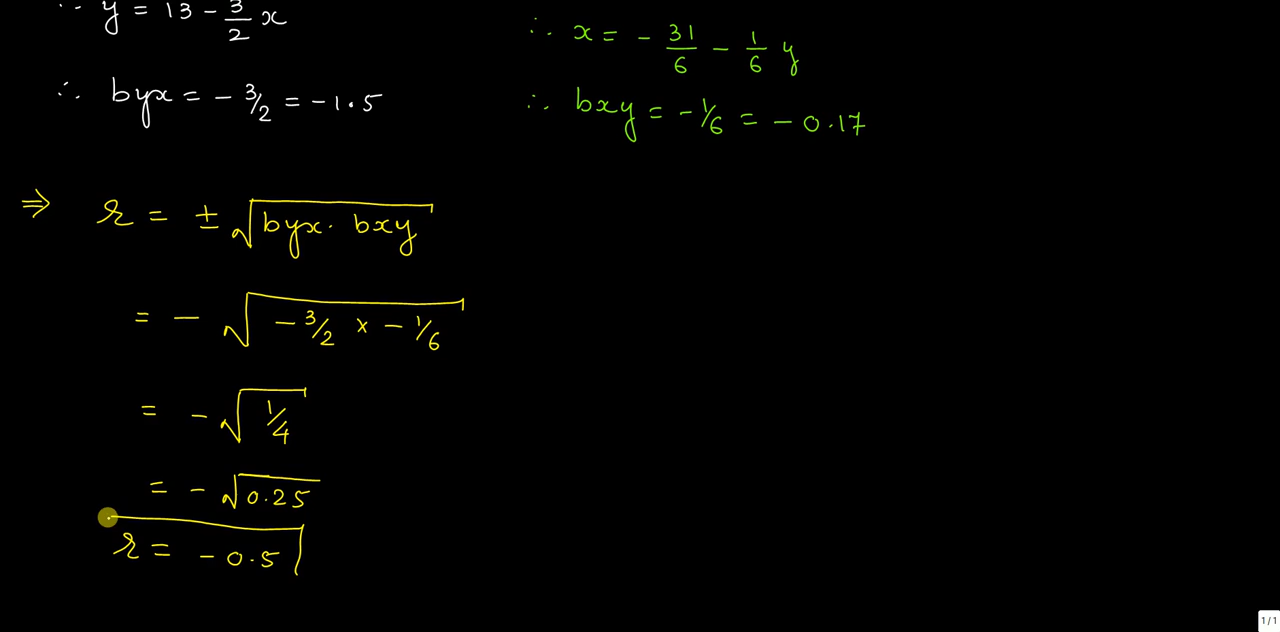 ∴ y = 13 - 3/2 x
∴ byx = - 3/2 = -1.5
∴ x = - 31/6 - 1/6 y
∴ bxy = -1/6 = - 0.17
⇒ r = ± √(byx . bxy)
= - √(- 3/2 x - 1/6)
= - √(1/4)
= - √0.25
r = - 0.5
1/1